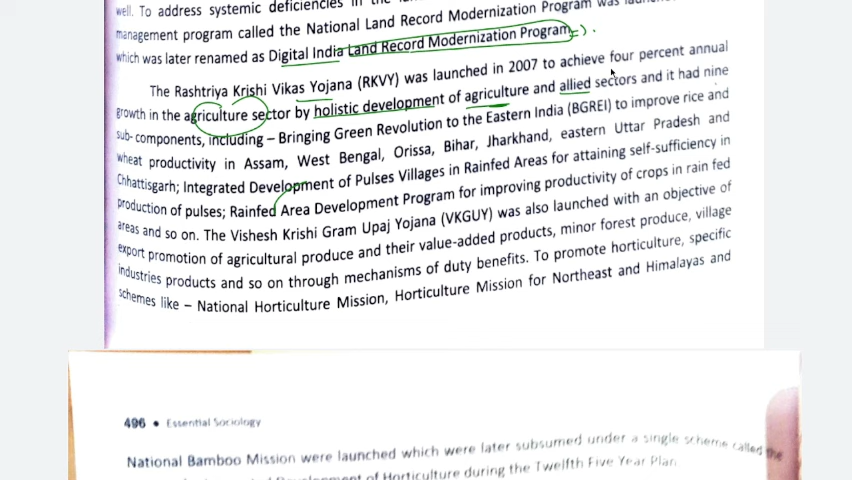 well. To address systemic deficiencies in the
management program called the National Land Record Modernization Program was
which was later renamed as Digital India Land Record Modernization Program.
The Rashtriya Krishi Vikas Yojana (RKVY) was launched in 2007 to achieve four percent annual
growth in the agriculture sector by holistic development of agriculture and allied sectors and it had nine
sub-components, including – Bringing Green Revolution to the Eastern India (BGREI) to improve rice and
wheat productivity in Assam, West Bengal, Orissa, Bihar, Jharkhand, eastern Uttar Pradesh and
Chhattisgarh; Integrated Development of Pulses Villages in Rainfed Areas for attaining self-sufficiency in
production of pulses; Rainfed Area Development Program for improving productivity of crops in rain fed
areas and so on. The Vishesh Krishi Gram Upaj Yojana (VKGUY) was also launched with an objective of
export promotion of agricultural produce and their value-added products, minor forest produce, village
industries products and so on through mechanisms of duty benefits. To promote horticulture, specific
schemes like – National Horticulture Mission, Horticulture Mission for Northeast and Himalayas and
496 • Essential Sociology
National Bamboo Mission were launched which were later subsumed under a single scheme called the
of Horticulture during the Twelfth Five Year Plan